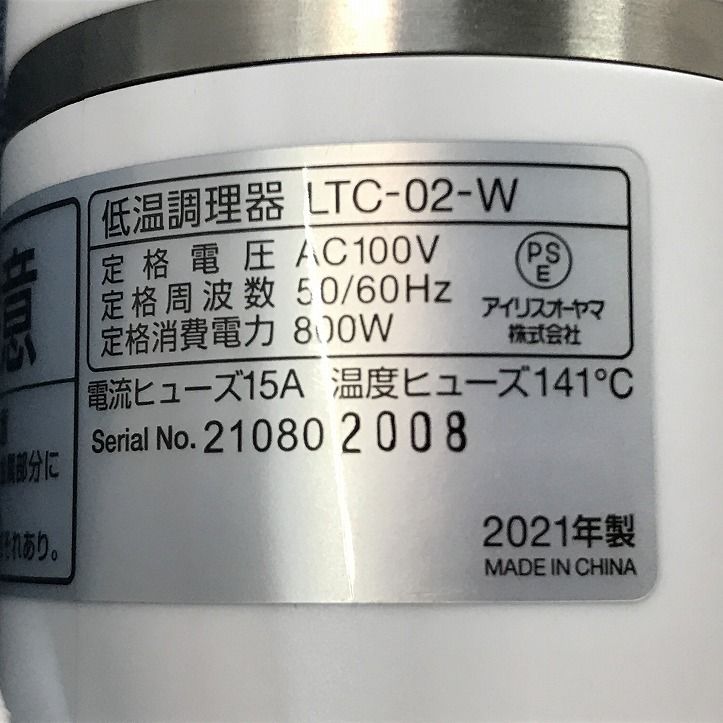 低温調理器 LTC-02-W
定格電圧 AC100V
定格周波数 50/60Hz
定格消費電力 800W
PS
E
アイリスオーヤマ
株式会社
電流ヒューズ15A 温度ヒューズ141℃
Serial No. 210802008
2021年製
MADE IN CHINA
意
部分に
それあり。